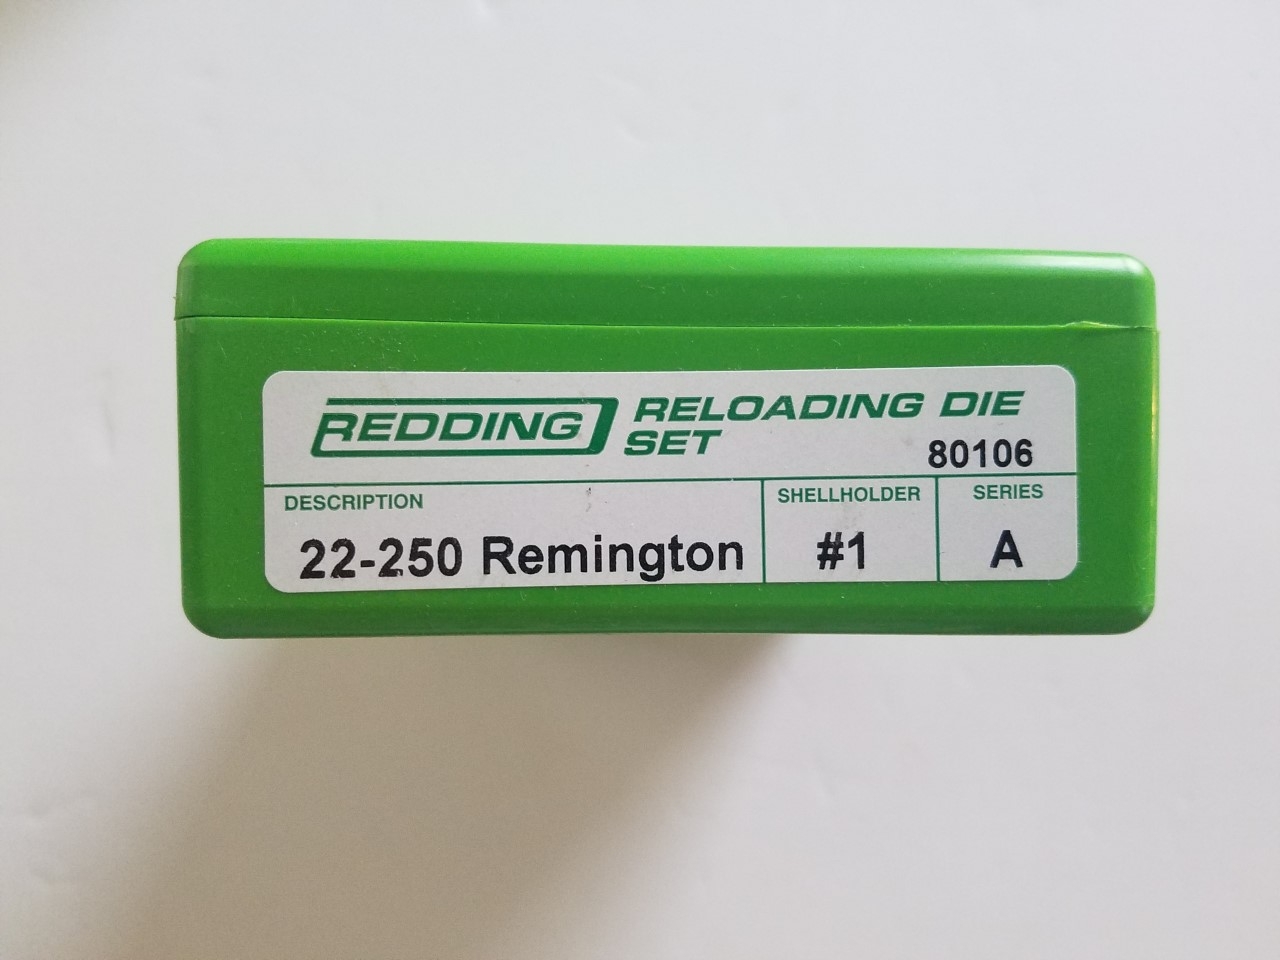 REDDING RELOADING DIE
SET
80106
DESCRIPTION SHELLHOLDER SERIES
22-250 Remington #1 A